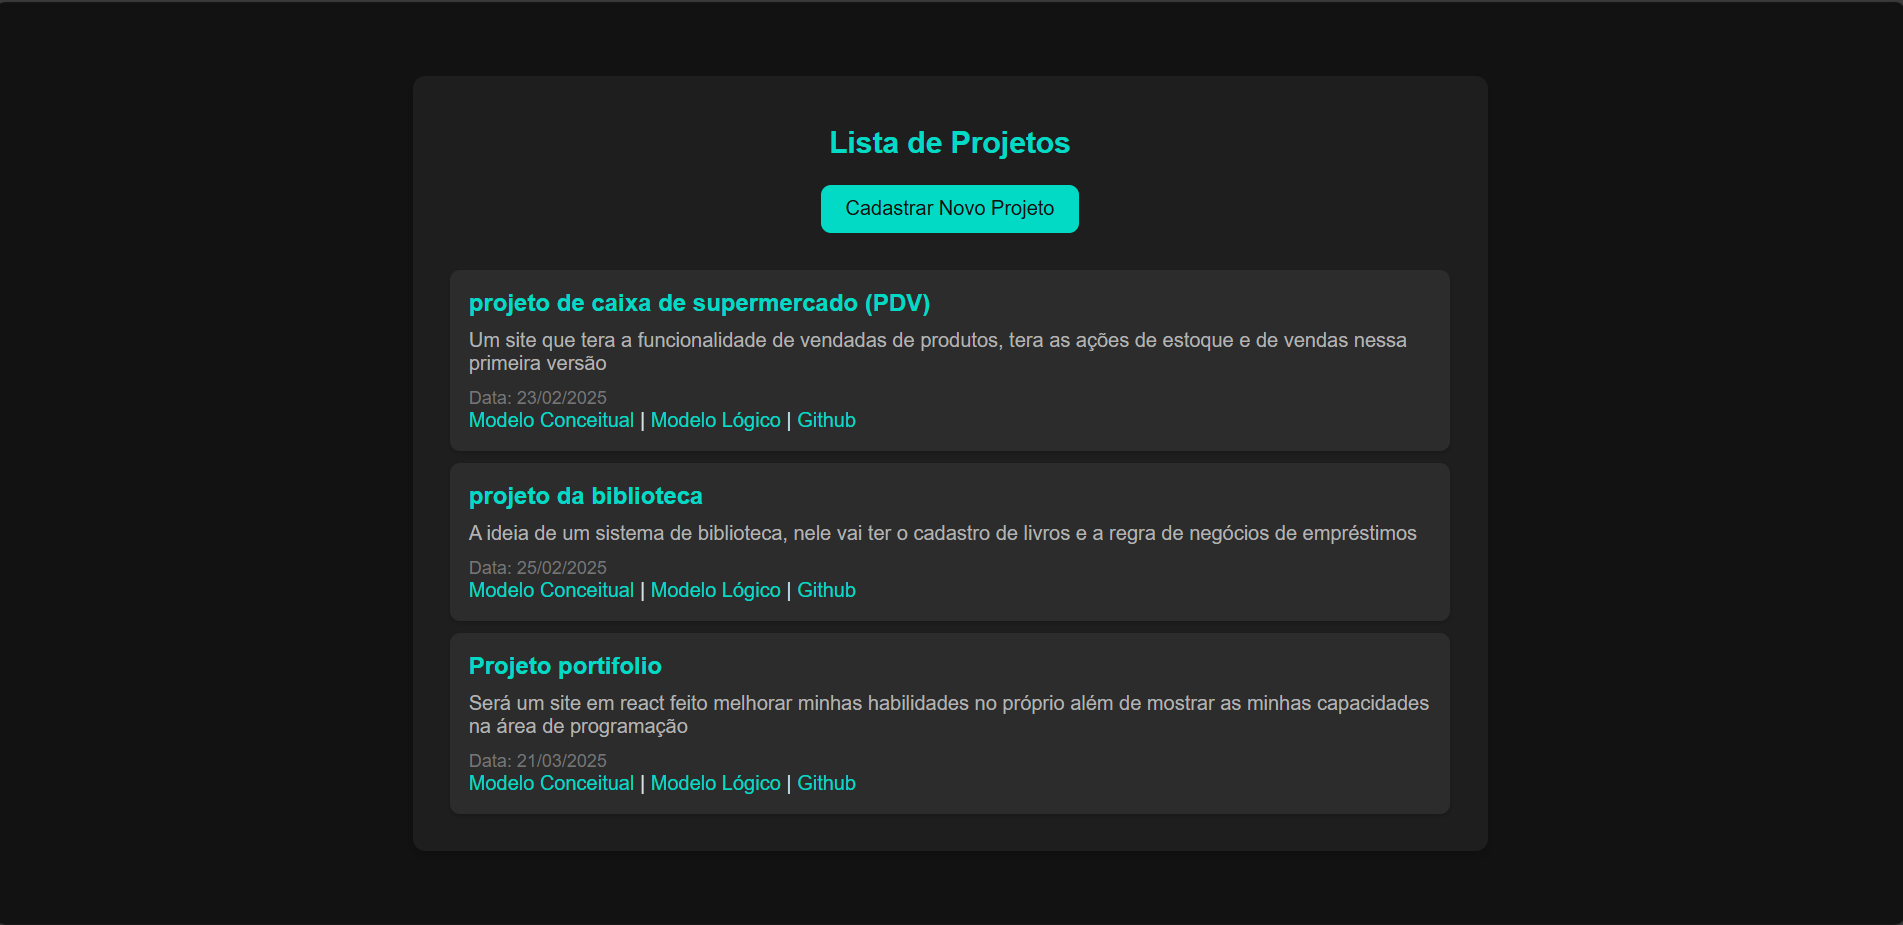 Lista de Projetos
Cadastrar Novo Projeto
projeto de caixa de supermercado (PDV)
Um site que tera a funcionalidade de vendadas de produtos, tera as ações de estoque e de vendas nessa
primeira versão
Data: 23/02/2025
Modelo Conceitual | Modelo Lógico | Github
projeto da biblioteca
A ideia de um sistema de biblioteca, nele vai ter o cadastro de livros e a regra de negócios de empréstimos
Data: 25/02/2025
Modelo Conceitual | Modelo Lógico | Github
Projeto portifolio
Será um site em react feito melhorar minhas habilidades no próprio além de mostrar as minhas capacidades
na área de programação
Data: 21/03/2025
Modelo Conceitual | Modelo Lógico | Github